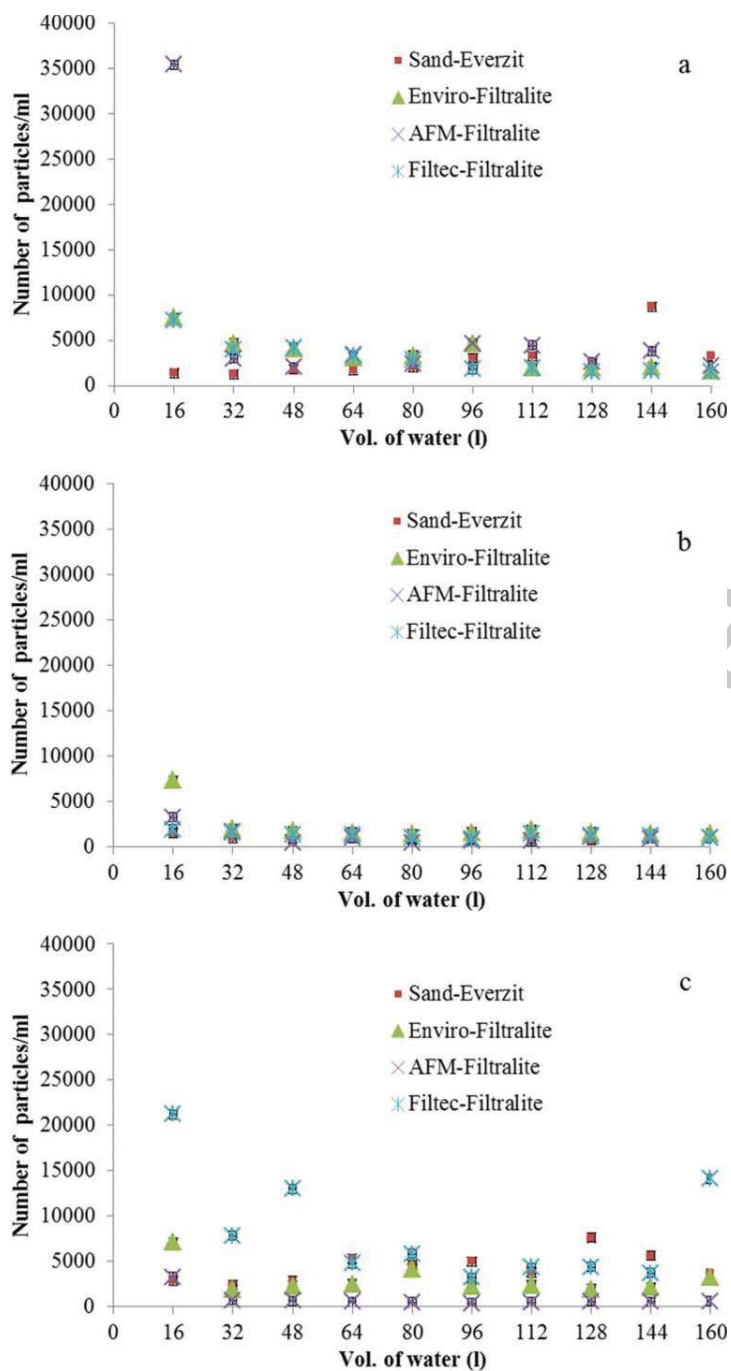 40000
35000
30000
25000
20000
15000
10000
5000
0
Number of particles/ml
Sand-Everzit
Enviro-Filtralite
AFM-Filtralite
Filtec-Filtralite
a
0 16 32 48 64 80 96 112 128 144 160
Vol. of water (l)
40000
35000
30000
25000
20000
15000
10000
5000
0
Number of particles/ml
Sand-Everzit
Enviro-Filtralite
AFM-Filtralite
Filtec-Filtralite
b
0 16 32 48 64 80 96 112 128 144 160
Vol. of water (l)
40000
35000
30000
25000
20000
15000
10000
5000
0
Number of particles/ml
Sand-Everzit
Enviro-Filtralite
AFM-Filtralite
Filtec-Filtralite
c
0 16 32 48 64 80 96 112 128 144 160
Vol. of water (l)